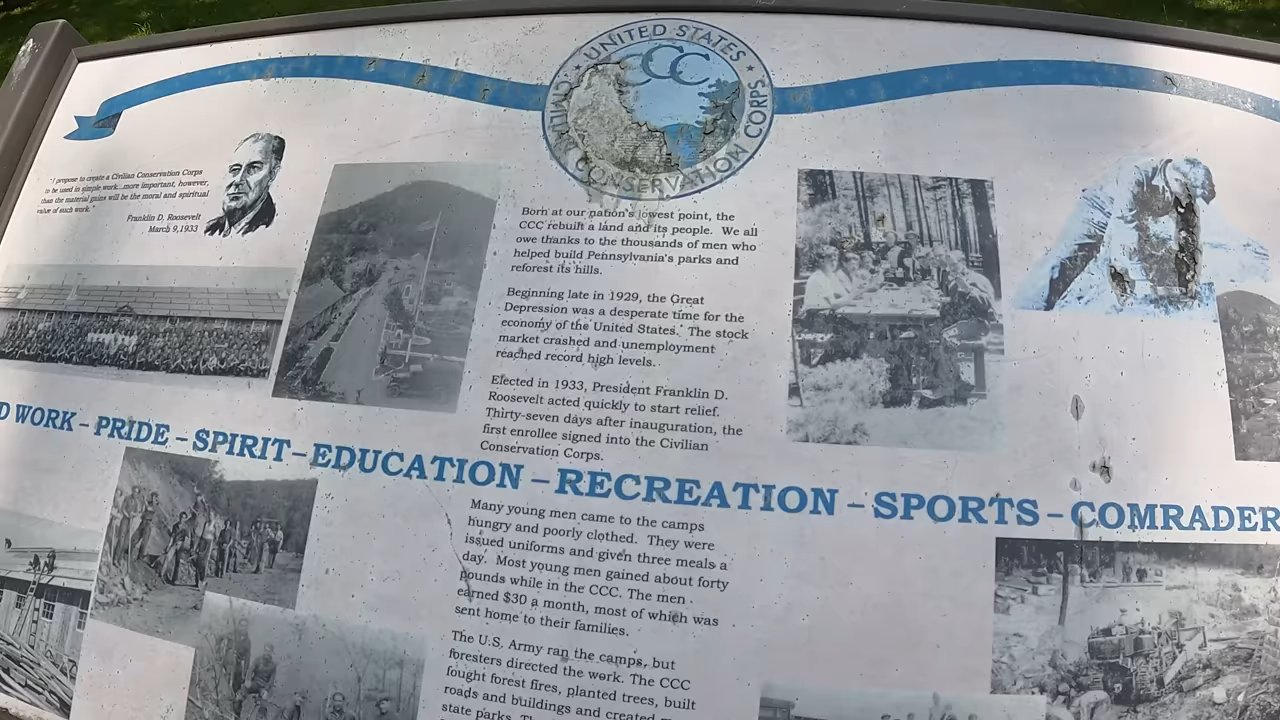 UNITED STATES
CCC
CIVILIAN CONSERVATION CORPS
"I propose to create a Civilian Conservation Corps
to be used in simple work...more important, however,
than the material gains will be the moral and spiritual
value of such work."
Franklin D. Roosevelt
March 9, 1933
Born at our nation's lowest point, the
CCC rebuilt a land and its people. We all
owe thanks to the thousands of men who
helped build Pennsylvania's parks and
reforest its hills.
Beginning late in 1929, the Great
Depression was a desperate time for the
economy of the United States. The stock
market crashed and unemployment
reached record high levels.
Elected in 1933, President Franklin D.
Roosevelt acted quickly to start relief.
Thirty-seven days after inauguration, the
first enrollee signed into the Civilian
Conservation Corps.
D WORK – PRIDE – SPIRIT – EDUCATION – RECREATION – SPORTS – COMRADER
Many young men came to the camps
hungry and poorly clothed. They were
issued uniforms and given three meals a
day. Most young men gained about forty
pounds while in the CCC. The men
earned $30 a month, most of which was
sent home to their families.
The U.S. Army ran the camps, but
foresters directed the work. The CCC
fought forest fires, planted trees, built
roads and buildings and created
state parks.